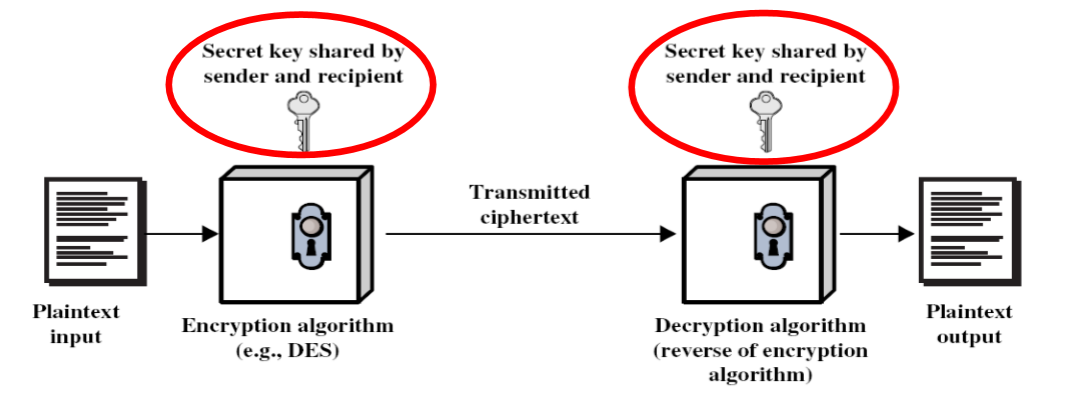 Secret key shared by
sender and recipient
Secret key shared by
sender and recipient
Transmitted
ciphertext
Plaintext
input
Encryption algorithm
(e.g., DES)
Decryption algorithm
(reverse of encryption
algorithm)
Plaintext
output